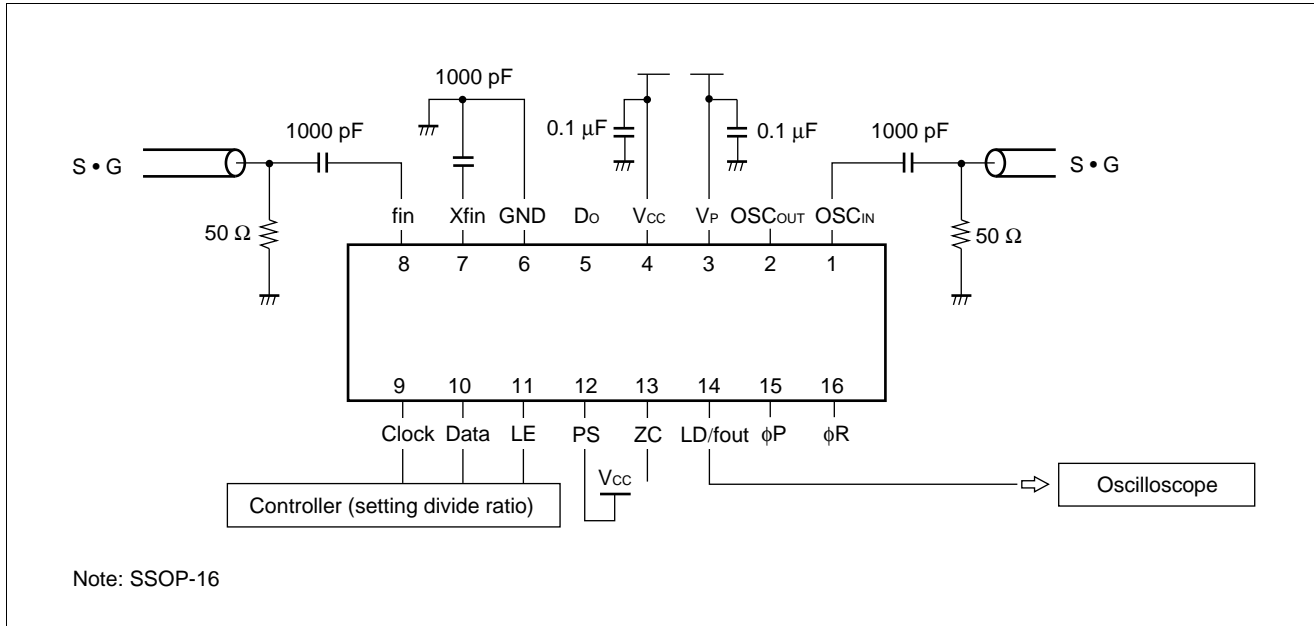 1000 pF
1000 pF
0.1 μF
0.1 μF
1000 pF
S • G
S • G
50 Ω
50 Ω
fin Xfin GND DO VCC VP OSCOUT OSCIN
8 7 6 5 4 3 2 1
9 10 11 12 13 14 15 16
Clock Data LE PS ZC LD/fout ϕP ϕR
VCC
Controller (setting divide ratio)
Oscilloscope
Note: SSOP-16